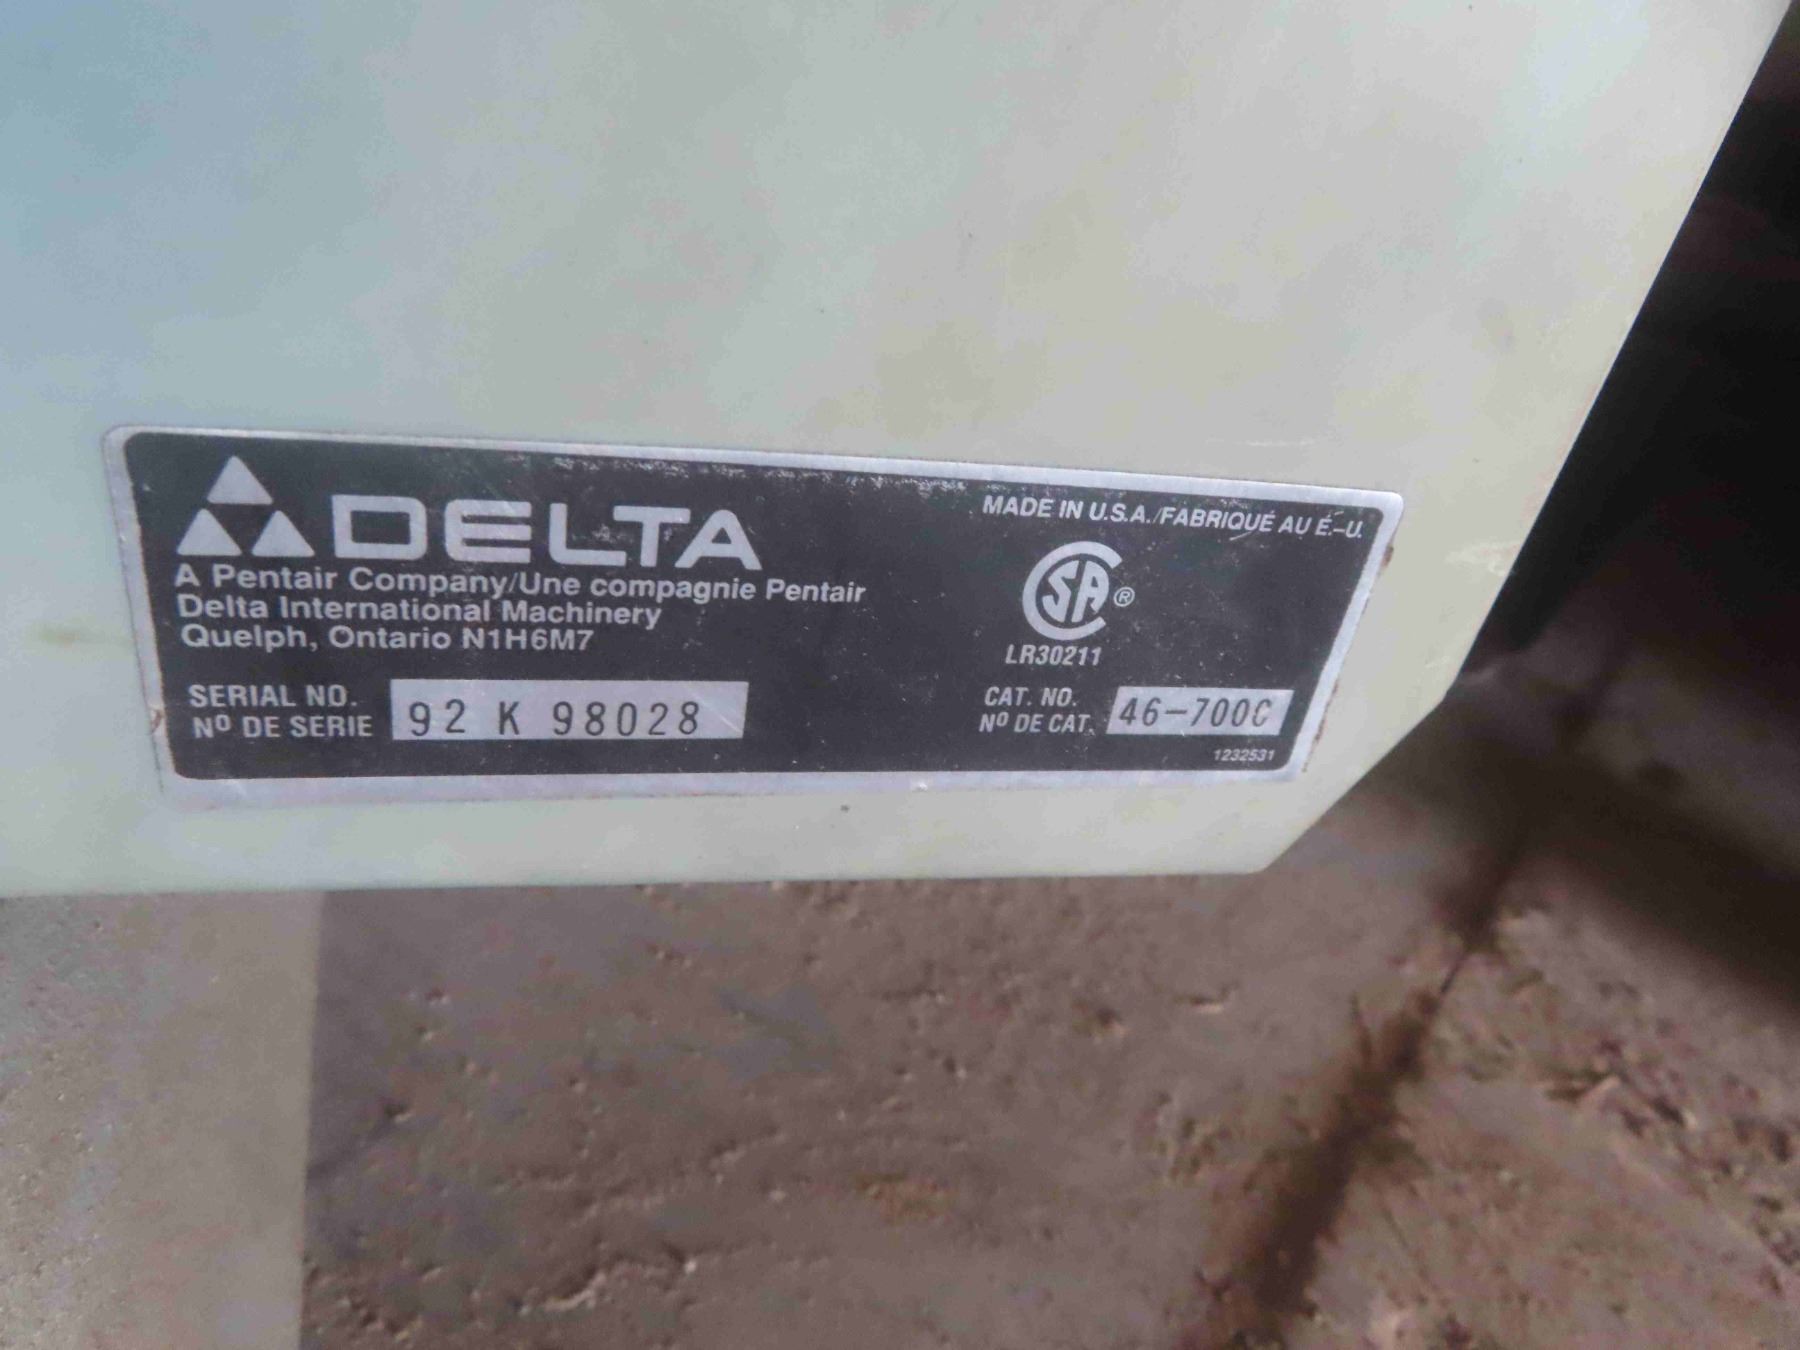 DELTA
A Pentair Company/Une compagnie Pentair
Delta International Machinery
Quelph, Ontario N1H6M7
MADE IN U.S.A./FABRIQUÉ AU É.-U.
SA ®
LR30211
SERIAL NO.
Nº DE SERIE
92 K 98028
CAT. NO.
Nº DE CAT.
46-700C
1232531